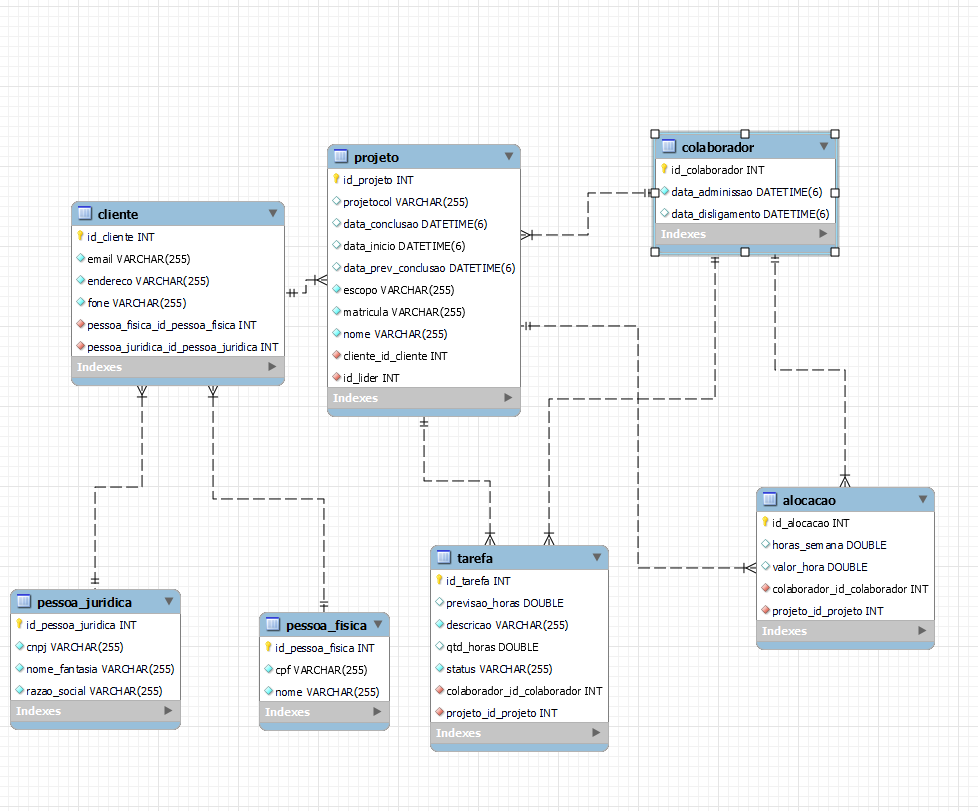 projeto
id_projeto INT
projetocol VARCHAR(255)
data_conclusao DATETIME(6)
data_inicio DATETIME(6)
data_prev_conclusao DATETIME(6)
escopo VARCHAR(255)
matricula VARCHAR(255)
nome VARCHAR(255)
cliente_id_cliente INT
id_lider INT
Indexes
colaborador
id_colaborador INT
data_adminissao DATETIME(6)
data_disligamento DATETIME(6)
Indexes
cliente
id_cliente INT
email VARCHAR(255)
endereco VARCHAR(255)
fone VARCHAR(255)
pessoa_fisica_id_pessoa_fisica INT
pessoa_juridica_id_pessoa_juridica INT
Indexes
alocacao
id_alocacao INT
horas_semana DOUBLE
valor_hora DOUBLE
colaborador_id_colaborador INT
projeto_id_projeto INT
Indexes
tarefa
id_tarefa INT
previsao_horas DOUBLE
descricao VARCHAR(255)
qtd_horas DOUBLE
status VARCHAR(255)
colaborador_id_colaborador INT
projeto_id_projeto INT
Indexes
pessoa_juridica
id_pessoa_juridica INT
cnpj VARCHAR(255)
nome_fantasia VARCHAR(255)
razao_social VARCHAR(255)
Indexes
pessoa_fisica
id_pessoa_fisica INT
cpf VARCHAR(255)
nome VARCHAR(255)
Indexes